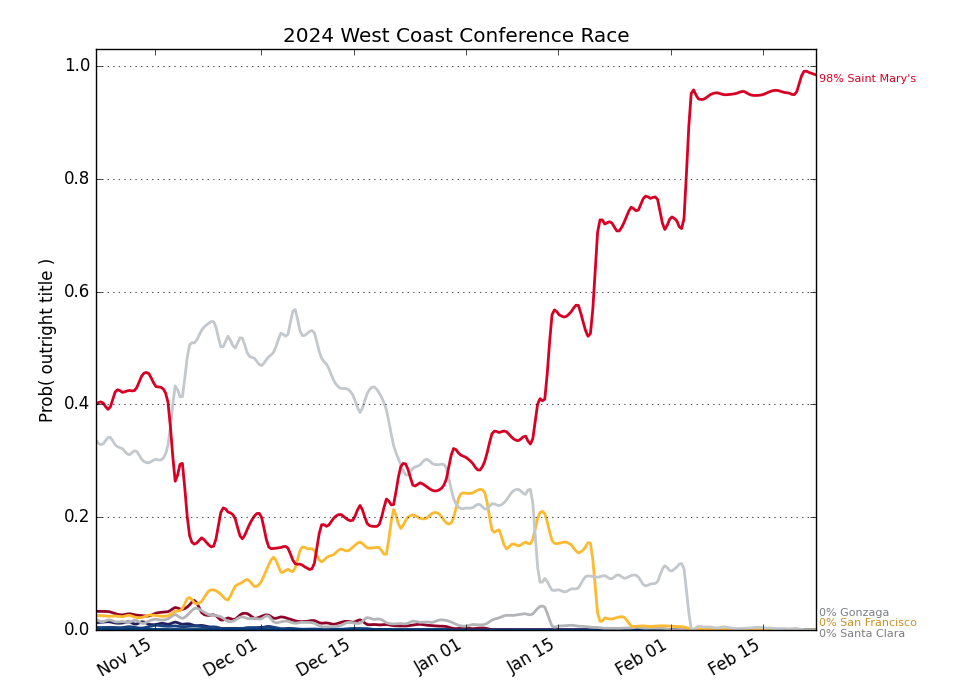 2024 West Coast Conference Race
Prob( outright title )
1.0
0.8
0.6
0.4
0.2
0.0
Nov 15
Dec 01
Dec 15
Jan 01
Jan 15
Feb 01
Feb 15
98% Saint Mary's
0% Gonzaga
0% San Francisco
0% Santa Clara